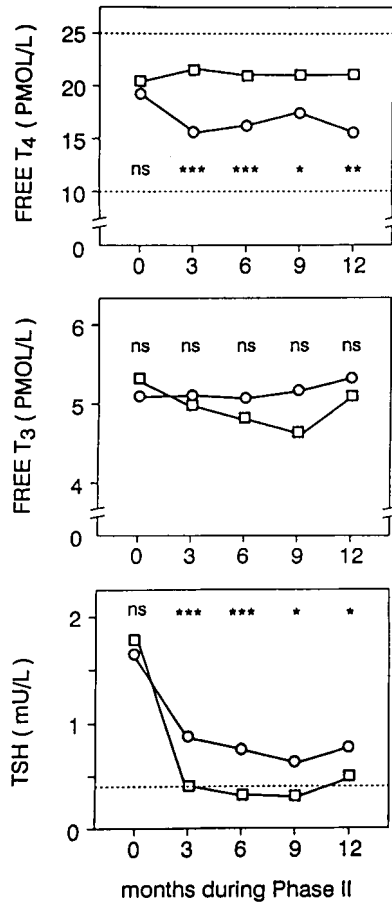 FREE T4 ( PMOL/L )
25
20
15
10
0
ns *** *** * **
0 3 6 9 12
FREE T3 ( PMOL/L )
6
5
4
0
ns ns ns ns ns
0 3 6 9 12
TSH ( mU/L )
2
1
0
ns *** *** * *
0 3 6 9 12
months during Phase II